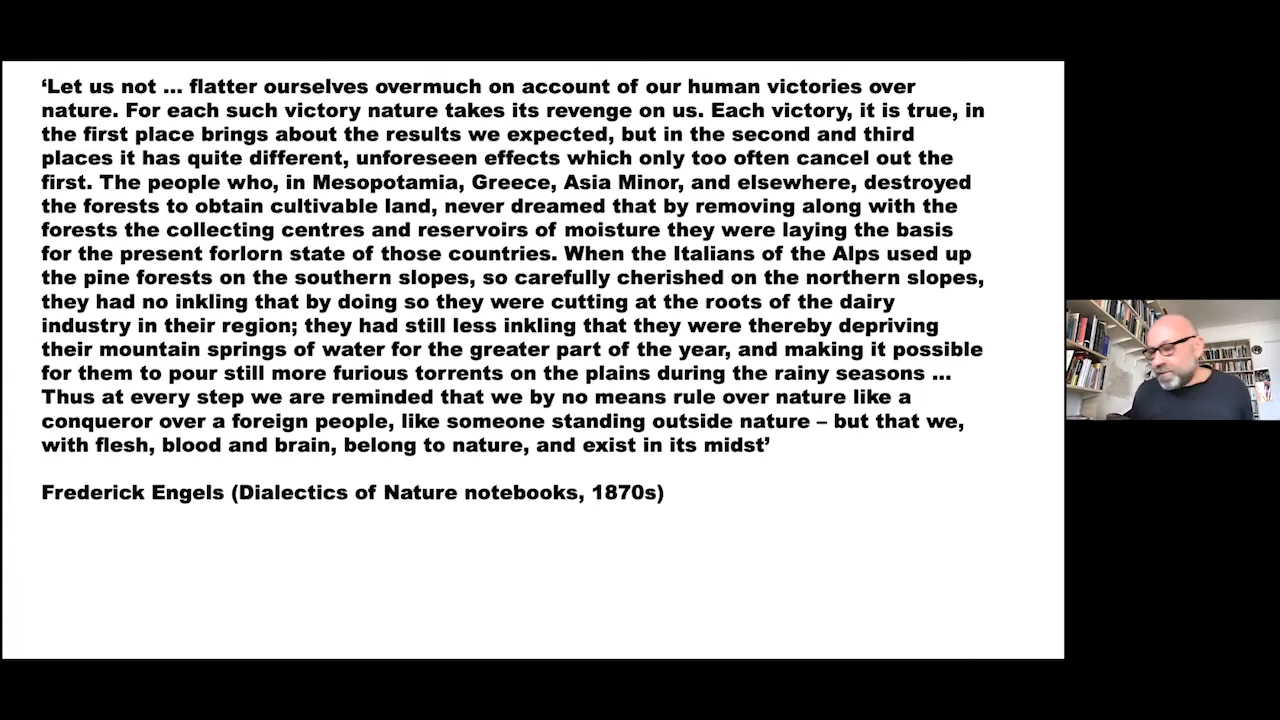 ‘Let us not ... flatter ourselves overmuch on account of our human victories over
nature. For each such victory nature takes its revenge on us. Each victory, it is true, in
the first place brings about the results we expected, but in the second and third
places it has quite different, unforeseen effects which only too often cancel out the
first. The people who, in Mesopotamia, Greece, Asia Minor, and elsewhere, destroyed
the forests to obtain cultivable land, never dreamed that by removing along with the
forests the collecting centres and reservoirs of moisture they were laying the basis
for the present forlorn state of those countries. When the Italians of the Alps used up
the pine forests on the southern slopes, so carefully cherished on the northern slopes,
they had no inkling that by doing so they were cutting at the roots of the dairy
industry in their region; they had still less inkling that they were thereby depriving
their mountain springs of water for the greater part of the year, and making it possible
for them to pour still more furious torrents on the plains during the rainy seasons ...
Thus at every step we are reminded that we by no means rule over nature like a
conqueror over a foreign people, like someone standing outside nature – but that we,
with flesh, blood and brain, belong to nature, and exist in its midst’
Frederick Engels (Dialectics of Nature notebooks, 1870s)